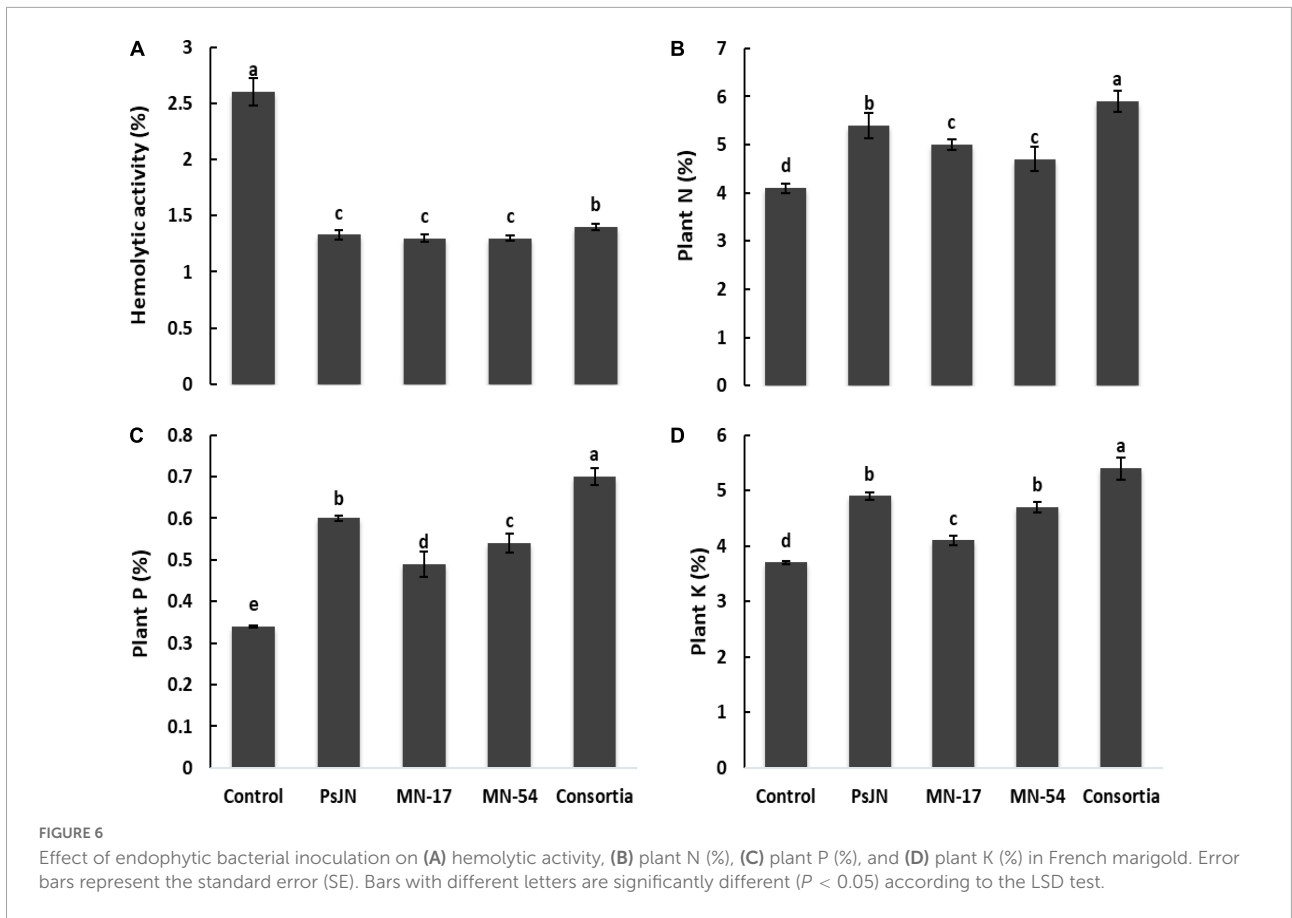 A
Hemolytic activity (%)
3
2.5
2
1.5
1
0.5
0
a
c
c
c
b
B
Plant N (%)
7
6
5
4
3
2
1
0
d
b
c
c
a
C
Plant P (%)
0.8
0.7
0.6
0.5
0.4
0.3
0.2
0.1
0
e
b
d
c
a
Control PsJN MN-17 MN-54 Consortia
D
Plant K (%)
6
5
4
3
2
1
0
d
b
c
b
a
Control PsJN MN-17 MN-54 Consortia
FIGURE 6
Effect of endophytic bacterial inoculation on (A) hemolytic activity, (B) plant N (%), (C) plant P (%), and (D) plant K (%) in French marigold. Error
bars represent the standard error (SE). Bars with different letters are significantly different (P < 0.05) according to the LSD test.